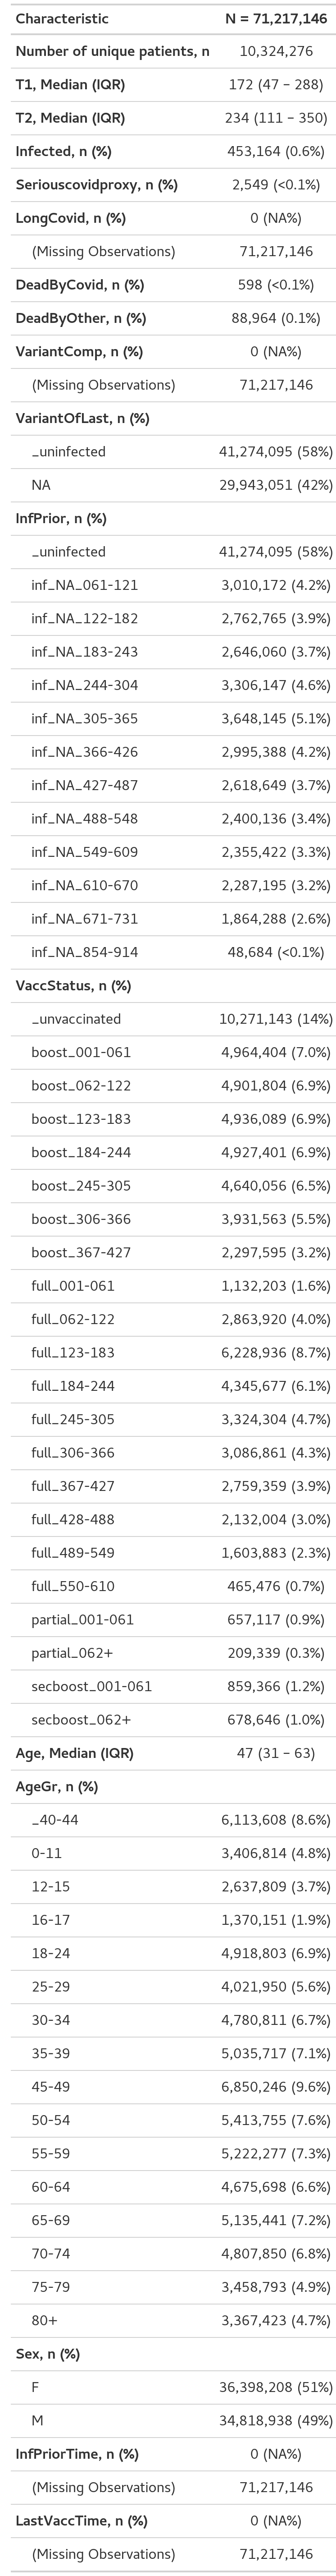 Characteristic N = 71,217,146
Number of unique patients, n 10,324,276
T1, Median (IQR) 172 (47 – 288)
T2, Median (IQR) 234 (111 – 350)
Infected, n (%) 453,164 (0.6%)
Seriouscovidproxy, n (%) 2,549 (<0.1%)
LongCovid, n (%) 0 (NA%)
(Missing Observations) 71,217,146
DeadByCovid, n (%) 598 (<0.1%)
DeadByOther, n (%) 88,964 (0.1%)
VariantComp, n (%) 0 (NA%)
(Missing Observations) 71,217,146
VariantOfLast, n (%)
_uninfected 41,274,095 (58%)
NA 29,943,051 (42%)
InfPrior, n (%)
_uninfected 41,274,095 (58%)
inf_NA_061-121 3,010,172 (4.2%)
inf_NA_122-182 2,762,765 (3.9%)
inf_NA_183-243 2,646,060 (3.7%)
inf_NA_244-304 3,306,147 (4.6%)
inf_NA_305-365 3,648,145 (5.1%)
inf_NA_366-426 2,995,388 (4.2%)
inf_NA_427-487 2,618,649 (3.7%)
inf_NA_488-548 2,400,136 (3.4%)
inf_NA_549-609 2,355,422 (3.3%)
inf_NA_610-670 2,287,195 (3.2%)
inf_NA_671-731 1,864,288 (2.6%)
inf_NA_854-914 48,684 (<0.1%)
VaccStatus, n (%)
_unvaccinated 10,271,143 (14%)
boost_001-061 4,964,404 (7.0%)
boost_062-122 4,901,804 (6.9%)
boost_123-183 4,936,089 (6.9%)
boost_184-244 4,927,401 (6.9%)
boost_245-305 4,640,056 (6.5%)
boost_306-366 3,931,563 (5.5%)
boost_367-427 2,297,595 (3.2%)
full_001-061 1,132,203 (1.6%)
full_062-122 2,863,920 (4.0%)
full_123-183 6,228,936 (8.7%)
full_184-244 4,345,677 (6.1%)
full_245-305 3,324,304 (4.7%)
full_306-366 3,086,861 (4.3%)
full_367-427 2,759,359 (3.9%)
full_428-488 2,132,004 (3.0%)
full_489-549 1,603,883 (2.3%)
full_550-610 465,476 (0.7%)
partial_001-061 657,117 (0.9%)
partial_062+ 209,339 (0.3%)
secboost_001-061 859,366 (1.2%)
secboost_062+ 678,646 (1.0%)
Age, Median (IQR) 47 (31 – 63)
AgeGr, n (%)
_40-44 6,113,608 (8.6%)
0-11 3,406,814 (4.8%)
12-15 2,637,809 (3.7%)
16-17 1,370,151 (1.9%)
18-24 4,918,803 (6.9%)
25-29 4,021,950 (5.6%)
30-34 4,780,811 (6.7%)
35-39 5,035,717 (7.1%)
45-49 6,850,246 (9.6%)
50-54 5,413,755 (7.6%)
55-59 5,222,277 (7.3%)
60-64 4,675,698 (6.6%)
65-69 5,135,441 (7.2%)
70-74 4,807,850 (6.8%)
75-79 3,458,793 (4.9%)
80+ 3,367,423 (4.7%)
Sex, n (%)
F 36,398,208 (51%)
M 34,818,938 (49%)
InfPriorTime, n (%) 0 (NA%)
(Missing Observations) 71,217,146
LastVaccTime, n (%) 0 (NA%)
(Missing Observations) 71,217,146